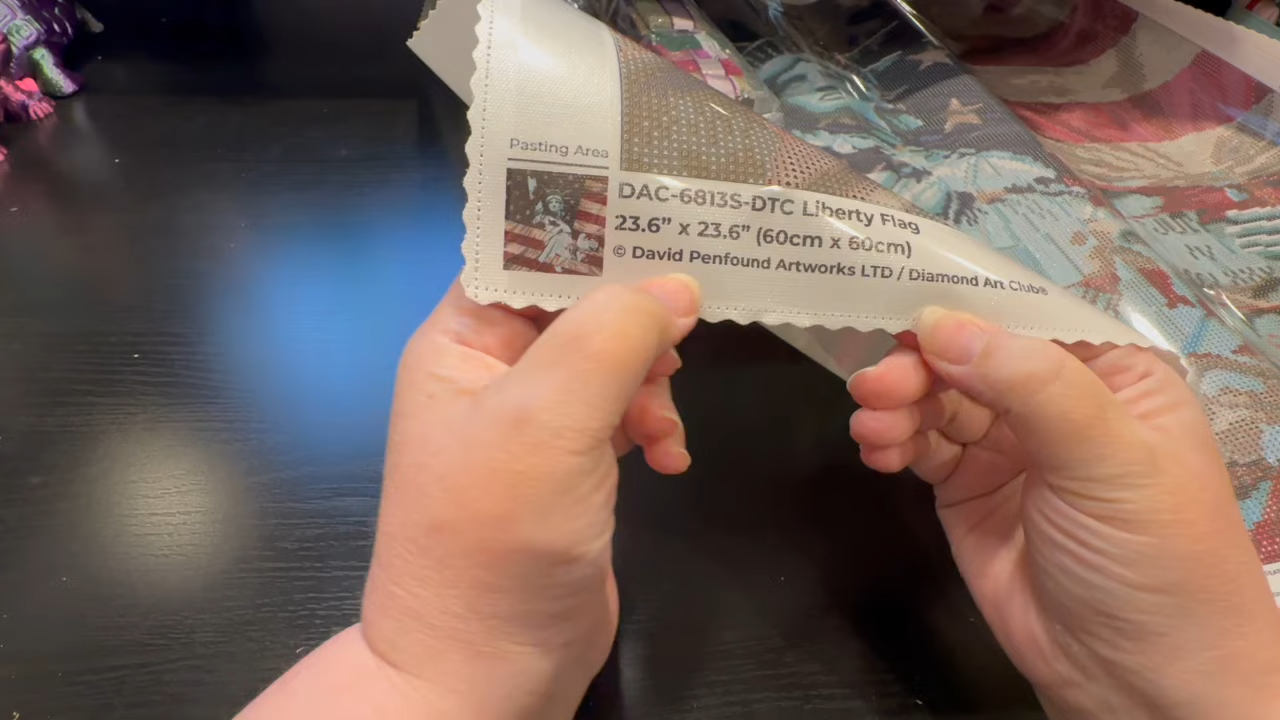 Pasting Area
DAC-6813S-DTC Liberty Flag
23.6” x 23.6” (60cm x 60cm)
© David Penfound Artworks LTD / Diamond Art Club®